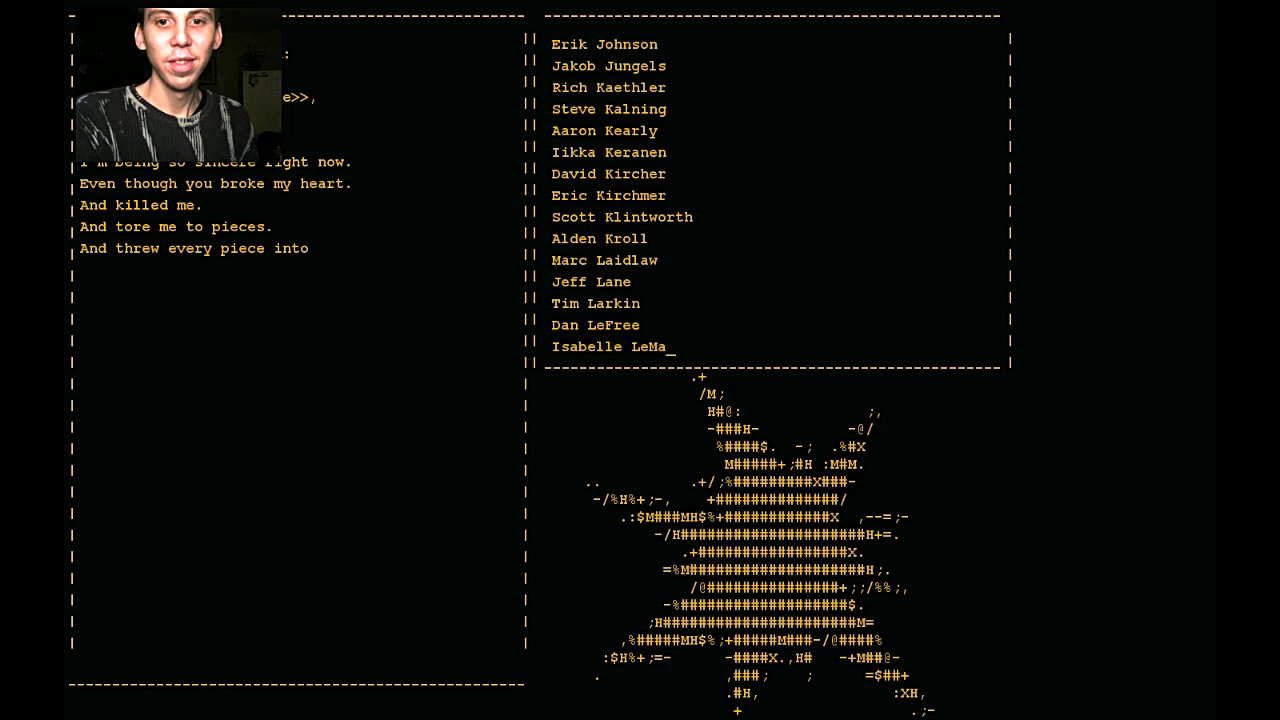 e>>,
I'm being so sincere right now.
Even though you broke my heart.
And killed me.
And tore me to pieces.
And threw every piece into
Erik Johnson
Jakob Jungels
Rich Kaethler
Steve Kalning
Aaron Kearly
Iikka Keranen
David Kircher
Eric Kirchmer
Scott Klintworth
Alden Kroll
Marc Laidlaw
Jeff Lane
Tim Larkin
Dan LeFree
Isabelle LeMa_